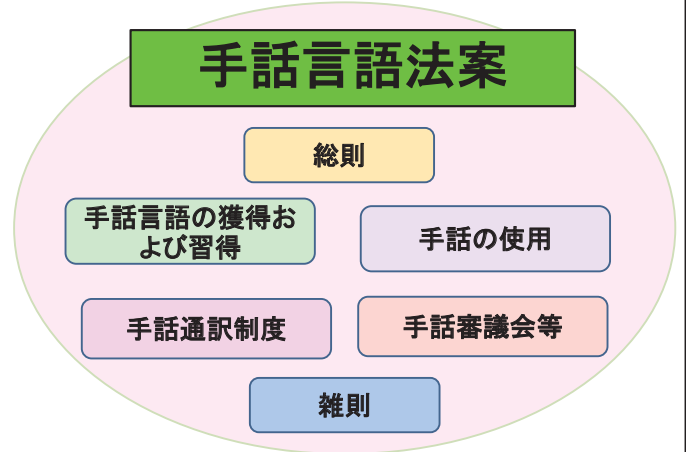 手話言語法案
総則
手話言語の獲得お
よび習得
手話の使用
手話通訳制度
手話審議会等
雑則